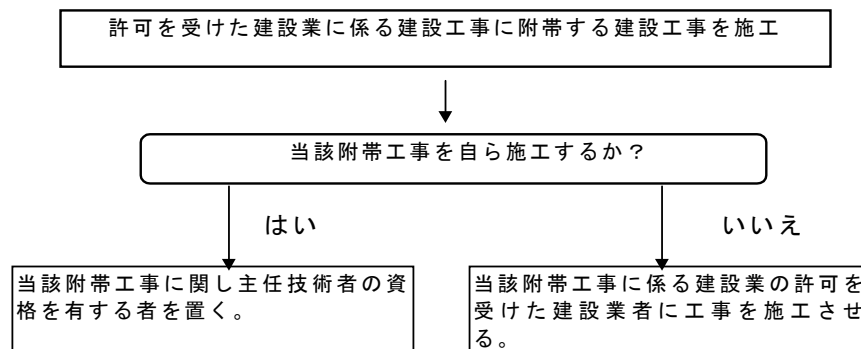 許可を受けた建設業に係る建設工事に附帯する建設工事を施工
当該附帯工事を自ら施工するか？
はい
いいえ
当該附帯工事に関し主任技術者の資
格を有する者を置く。
当該附帯工事に係る建設業の許可を
受けた建設業者に工事を施工させ
る。